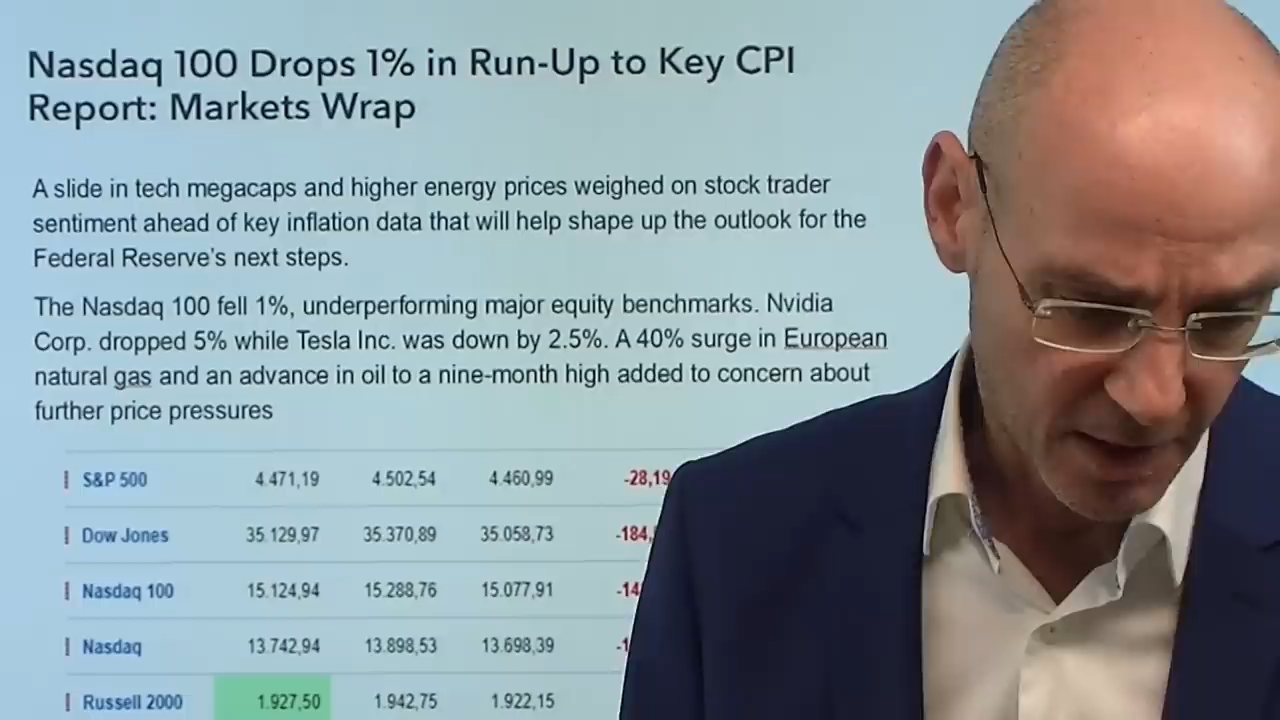 Nasdaq 100 Drops 1% in Run-Up to Key CPI
Report: Markets Wrap
A slide in tech megacaps and higher energy prices weighed on stock trader
sentiment ahead of key inflation data that will help shape up the outlook for the
Federal Reserve's next steps.
The Nasdaq 100 fell 1%, underperforming major equity benchmarks. Nvidia
Corp. dropped 5% while Tesla Inc. was down by 2.5%. A 40% surge in European
natural gas and an advance in oil to a nine-month high added to concern about
further price pressures
S&P 500 4.471,19 4.502,54 4.460,99 -28,19
Dow Jones 35.129,97 35.370,89 35.058,73 -184,
Nasdaq 100 15.124,94 15.288,76 15.077,91
Nasdaq 13.742,94 13.898,53 13.698,39
Russell 2000 1.927,50 1.942,75 1.922,15